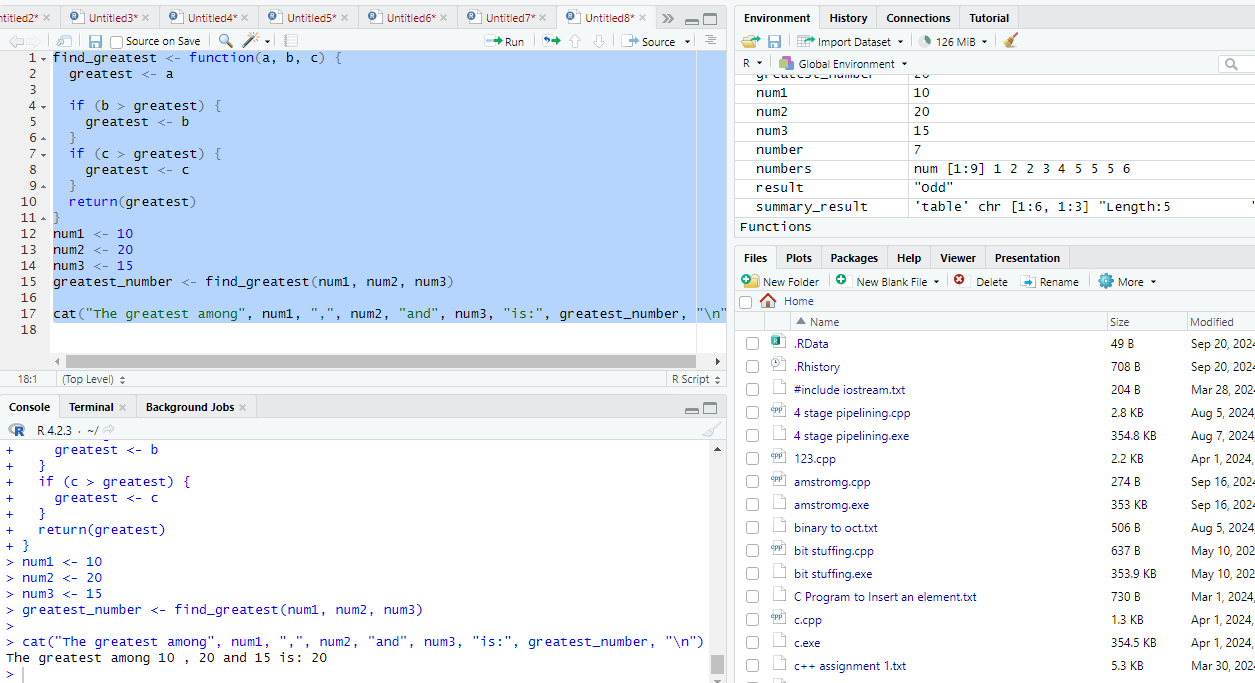 ntitled2* × Untitled3* × Untitled4* × Untitled5* × Untitled6* × Untitled7* × Untitled8* ×
Source on Save Run Source
1 find_greatest <- function(a, b, c) {
2   greatest <- a
3
4   if (b > greatest) {
5     greatest <- b
6   }
7   if (c > greatest) {
8     greatest <- c
9   }
10   return(greatest)
11 }
12 num1 <- 10
13 num2 <- 20
14 num3 <- 15
15 greatest_number <- find_greatest(num1, num2, num3)
16
17 cat("The greatest among", num1, ",", num2, "and", num3, "is:", greatest_number, "\n"
18
18:1 (Top Level) R Script
Console Terminal × Background Jobs ×
R R 4.2.3 · ~/
+     greatest <- b
+   }
+   if (c > greatest) {
+     greatest <- c
+   }
+   return(greatest)
+ }
> num1 <- 10
> num2 <- 20
> num3 <- 15
> greatest_number <- find_greatest(num1, num2, num3)
>
> cat("The greatest among", num1, ",", num2, "and", num3, "is:", greatest_number, "\n")
The greatest among 10 , 20 and 15 is: 20
>
Environment History Connections Tutorial
Import Dataset 126 MiB
R Global Environment
greatest_number 20
num1 10
num2 20
num3 15
number 7
numbers num [1:9] 1 2 2 3 4 5 5 5 6
result "Odd"
summary_result 'table' chr [1:6, 1:3] "Length:5 "
Functions
Files Plots Packages Help Viewer Presentation
New Folder New Blank File Delete Rename More
Home
Name Size Modified
.RData 49 B Sep 20, 2024
.Rhistory 708 B Sep 20, 2024
#include iostream.txt 204 B Mar 28, 2024
4 stage pipelining.cpp 2.8 KB Aug 5, 2024,
4 stage pipelining.exe 354.8 KB Aug 7, 2024,
123.cpp 2.2 KB Apr 1, 2024,
amstromg.cpp 274 B Sep 16, 2024
amstromg.exe 353 KB Sep 16, 2024
binary to oct.txt 506 B Aug 5, 2024,
bit stuffing.cpp 637 B May 10, 202
bit stuffing.exe 353.9 KB May 10, 202
C Program to Insert an element.txt 730 B Mar 1, 2024,
c.cpp 1.3 KB Apr 1, 2024,
c.exe 354.5 KB Apr 1, 2024,
c++ assignment 1.txt 5.3 KB Mar 30, 2024